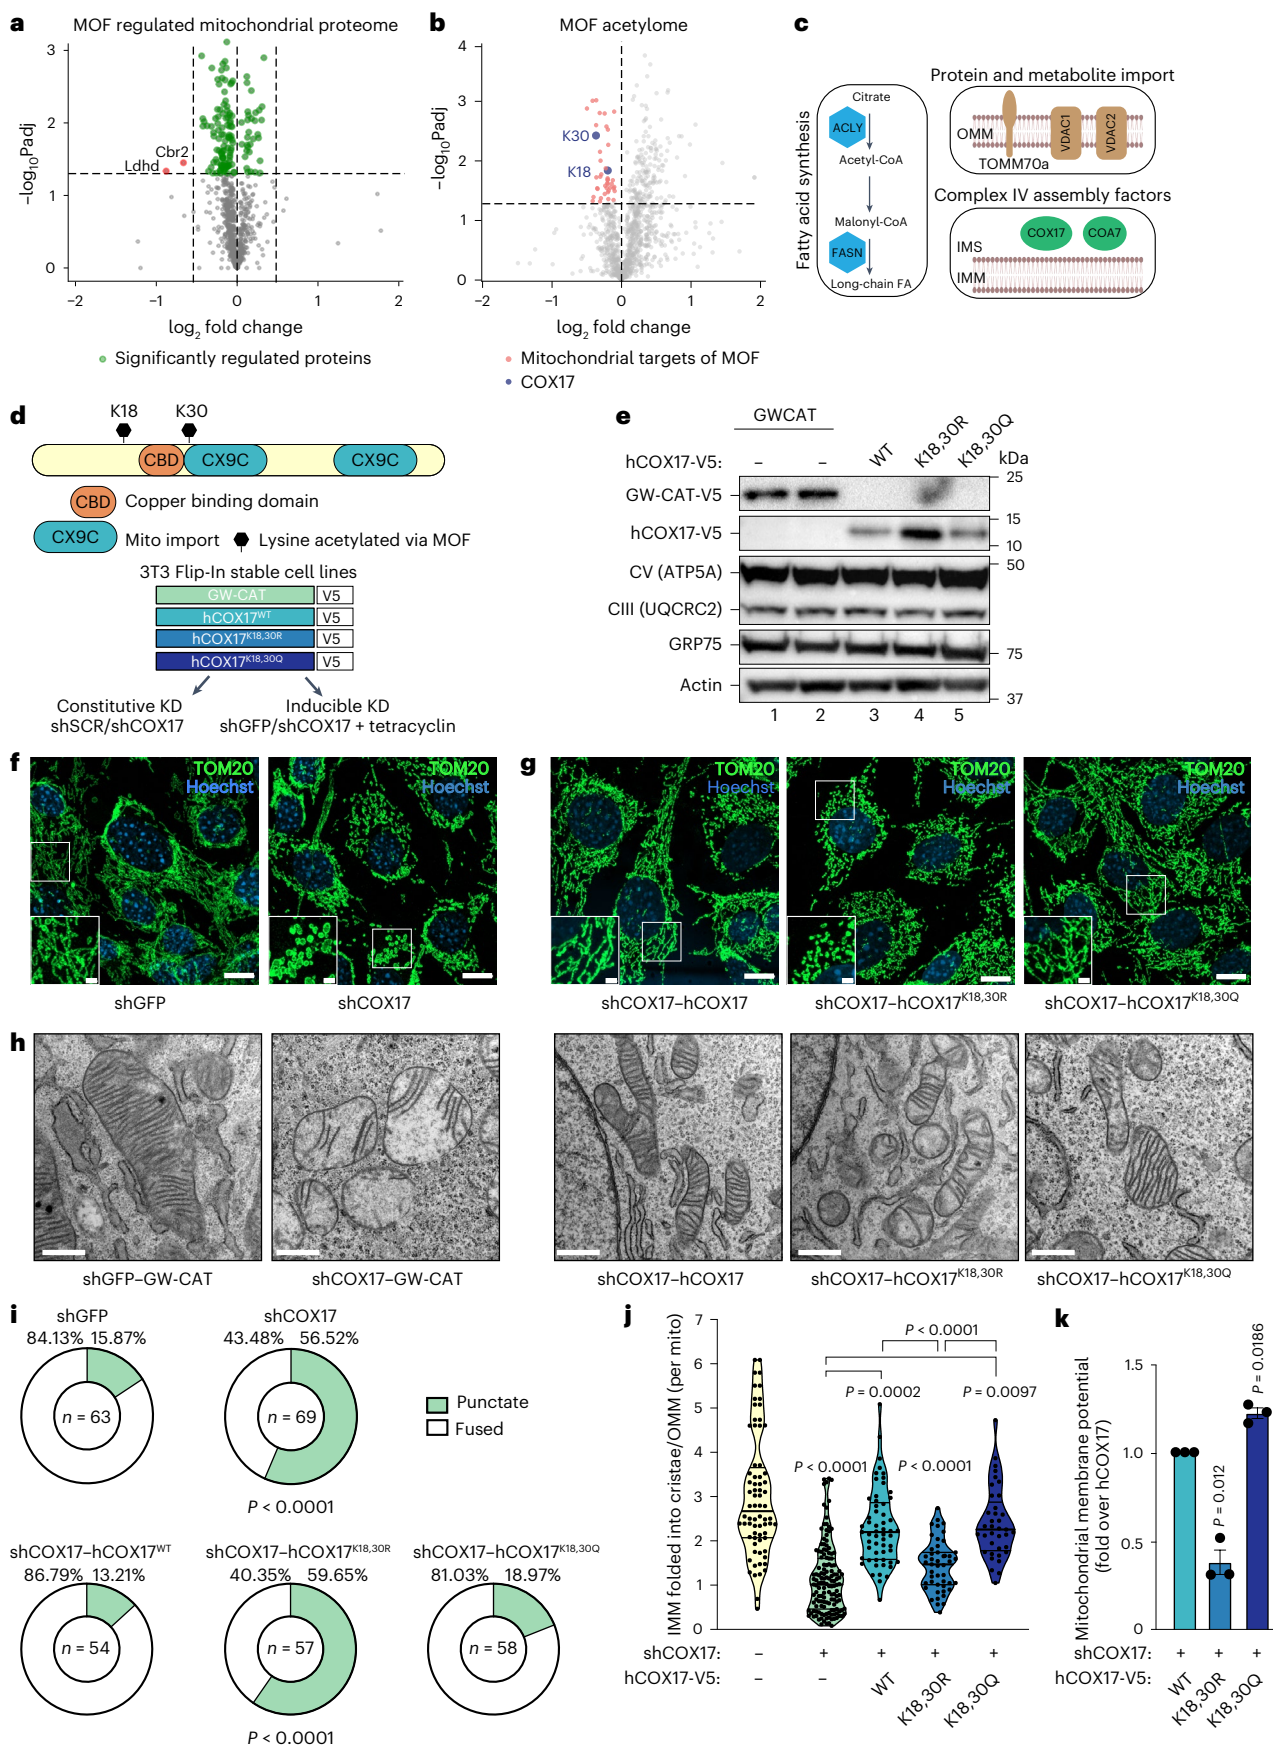 a
MOF regulated mitochondrial proteome
3
2
1
0
−log10Padj
Cbr2
Ldhd
−2 −1 0 1 2
log2 fold change
Significantly regulated proteins
b
MOF acetylome
4
3
2
1
0
−log10Padj
K30
K18
−2 −1 0 1 2
log2 fold change
Mitochondrial targets of MOF
COX17
c
Fatty acid synthesis
Citrate
ACLY
Acetyl-CoA
Malonyl-CoA
FASN
Long-chain FA
Protein and metabolite import
OMM
TOMM70a
VDAC1
VDAC2
Complex IV assembly factors
COX17 COA7
IMS
IMM
d
K18 K30
CBD CX9C CX9C
CBD Copper binding domain
CX9C Mito import Lysine acetylated via MOF
3T3 Flip-In stable cell lines
GW-CAT V5
hCOX17WT V5
hCOX17K18,30R V5
hCOX17K18,30Q V5
Constitutive KD
shSCR/shCOX17
Inducible KD
shGFP/shCOX17 + tetracyclin
e
GWCAT
hCOX17-V5: – – WT K18,30R K18,30Q
kDa
GW-CAT-V5 25
hCOX17-V5 15
10
CV (ATP5A) 50
CIII (UQCRC2)
GRP75 75
Actin 37
1 2 3 4 5
f
TOM20
Hoechst
TOM20
Hoechst
shGFP
shCOX17
g
TOM20
Hoechst
TOM20
Hoechst
TOM20
Hoechst
shCOX17–hCOX17
shCOX17–hCOX17K18,30R
shCOX17–hCOX17K18,30Q
h
shGFP–GW-CAT
shCOX17–GW-CAT
shCOX17–hCOX17
shCOX17–hCOX17K18,30R
shCOX17–hCOX17K18,30Q
i
shGFP
84.13% 15.87%
n = 63
shCOX17
43.48% 56.52%
n = 69
P < 0.0001
Punctate
Fused
shCOX17–hCOX17WT
86.79% 13.21%
n = 54
shCOX17–hCOX17K18,30R
40.35% 59.65%
n = 57
P < 0.0001
shCOX17–hCOX17K18,30Q
81.03% 18.97%
n = 58
j
IMM folded into cristae/OMM (per mito)
7
6
5
4
3
2
1
0
P < 0.0001
P = 0.0002
P = 0.0097
P < 0.0001
P < 0.0001
shCOX17: – + + + +
hCOX17-V5: – – WT K18,30R K18,30Q
k
Mitochondrial membrane potential
(fold over hCOX17)
1.5
1.0
0.5
0
P = 0.012
P = 0.0186
shCOX17: + + +
hCOX17-V5: WT K18,30R K18,30Q